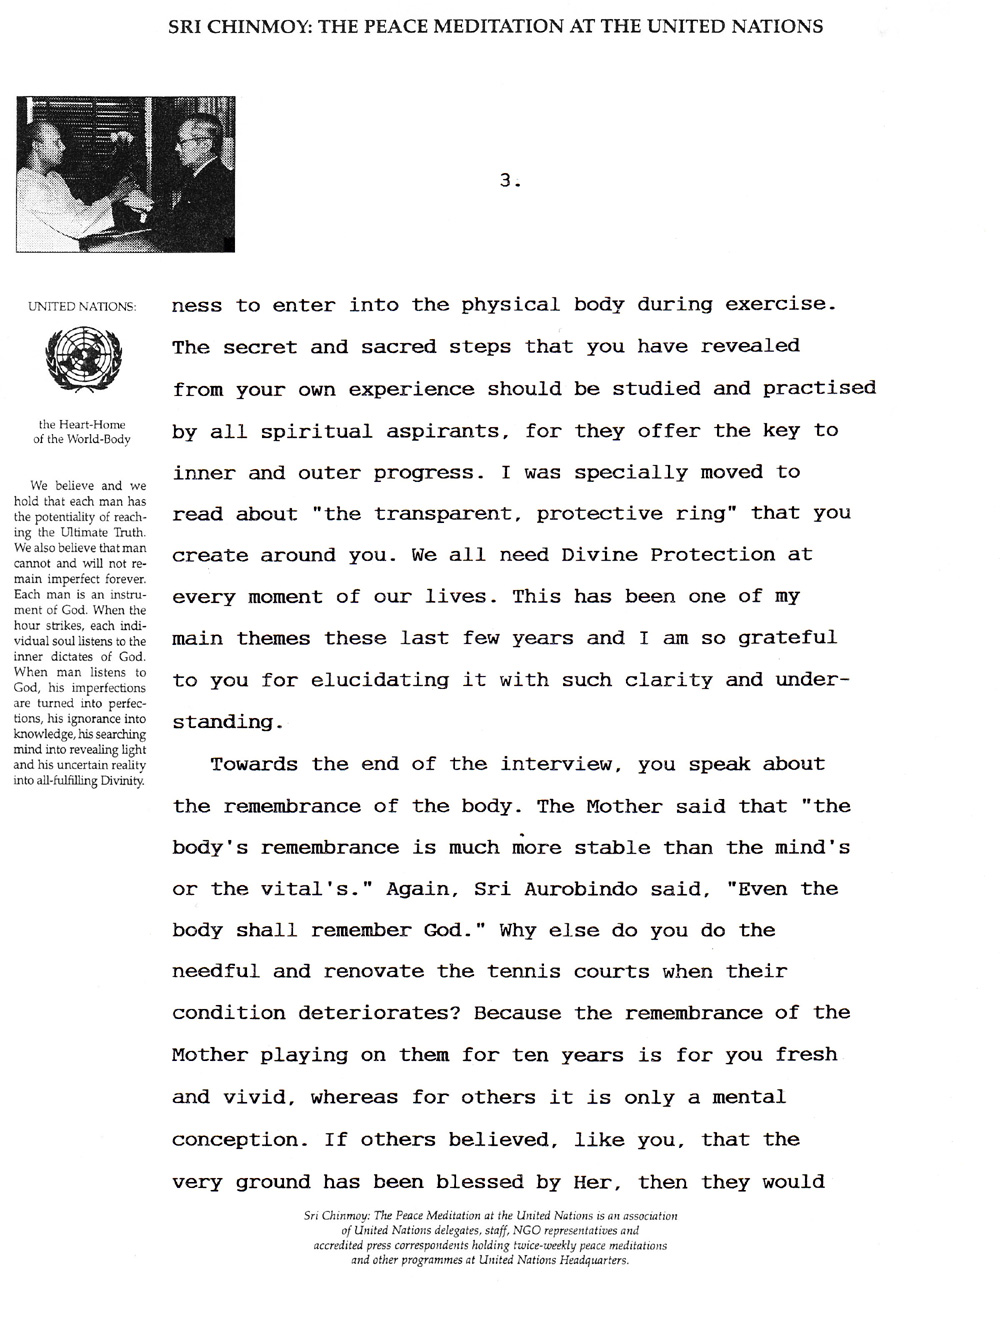 SRI CHINMOY: THE PEACE MEDITATION AT THE UNITED NATIONS
3.
UNITED NATIONS:
the Heart-Home
of the World-Body
We believe and we
hold that each man has
the potentiality of reach-
ing the Ultimate Truth.
We also believe that man
cannot and will not re-
main imperfect forever.
Each man is an instru-
ment of God. When the
hour strikes, each indi-
vidual soul listens to the
inner dictates of God.
When man listens to
God, his imperfections
are turned into perfec-
tions, his ignorance into
knowledge, his searching
mind into revealing light
and his uncertain reality
into all-fulfilling Divinity.
ness to enter into the physical body during exercise.
The secret and sacred steps that you have revealed
from your own experience should be studied and practised
by all spiritual aspirants, for they offer the key to
inner and outer progress. I was specially moved to
read about "the transparent, protective ring" that you
create around you. We all need Divine Protection at
every moment of our lives. This has been one of my
main themes these last few years and I am so grateful
to you for elucidating it with such clarity and under-
standing.
Towards the end of the interview, you speak about
the remembrance of the body. The Mother said that "the
body's remembrance is much more stable than the mind's
or the vital's." Again, Sri Aurobindo said, "Even the
body shall remember God." Why else do you do the
needful and renovate the tennis courts when their
condition deteriorates? Because the remembrance of the
Mother playing on them for ten years is for you fresh
and vivid, whereas for others it is only a mental
conception. If others believed, like you, that the
very ground has been blessed by Her, then they would
Sri Chinmoy: The Peace Meditation at the United Nations is an association
of United Nations delegates, staff, NGO representatives and
accredited press correspondents holding twice-weekly peace meditations
and other programmes at United Nations Headquarters.